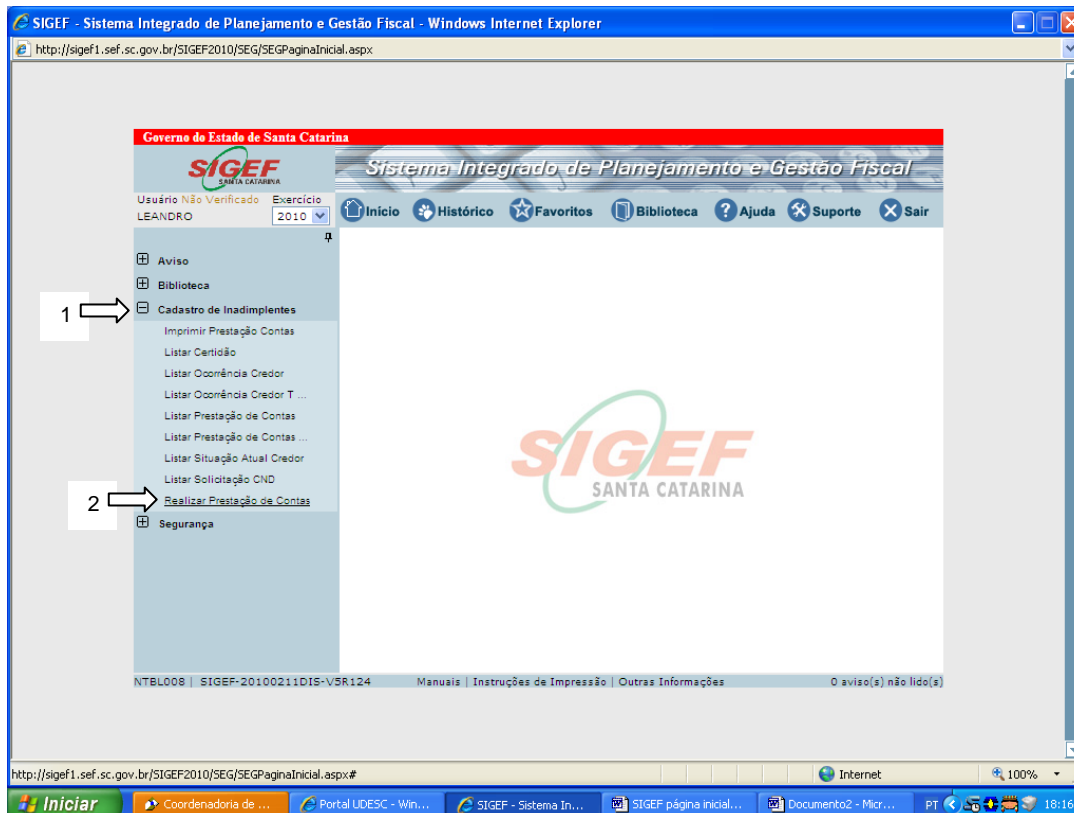 SIGEF - Sistema Integrado de Planejamento e Gestão Fiscal - Windows Internet Explorer
http://sigef1.sef.sc.gov.br/SIGEF2010/SEG/SEGPaginaInicial.aspx
Governo do Estado de Santa Catarina
SIGEF
SANTA CATARINA
Sistema Integrado de Planejamento e Gestão Fiscal
Usuário Não Verificado Exercício
LEANDRO 2010
Início Histórico Favoritos Biblioteca Ajuda Suporte Sair
Aviso
Biblioteca
1
Cadastro de Inadimplentes
Imprimir Prestação Contas
Listar Certidão
Listar Ocorrência Credor
Listar Ocorrência Credor T ...
Listar Prestação de Contas
Listar Prestação de Contas ...
Listar Situação Atual Credor
Listar Solicitação CND
2
Realizar Prestação de Contas
Segurança
SIGEF
SANTA CATARINA
NTBL008 | SIGEF-20100211DIS-V5R124 Manuais | Instruções de Impressão | Outras Informações 0 aviso(s) não lido(s)
http://sigef1.sef.sc.gov.br/SIGEF2010/SEG/SEGPaginaInicial.aspx# Internet 100%
Iniciar Coordenadoria de ... Portal UDESC - Win... SIGEF - Sistema In... SIGEF página inicial... Documento2 - Micr... PT 18:16